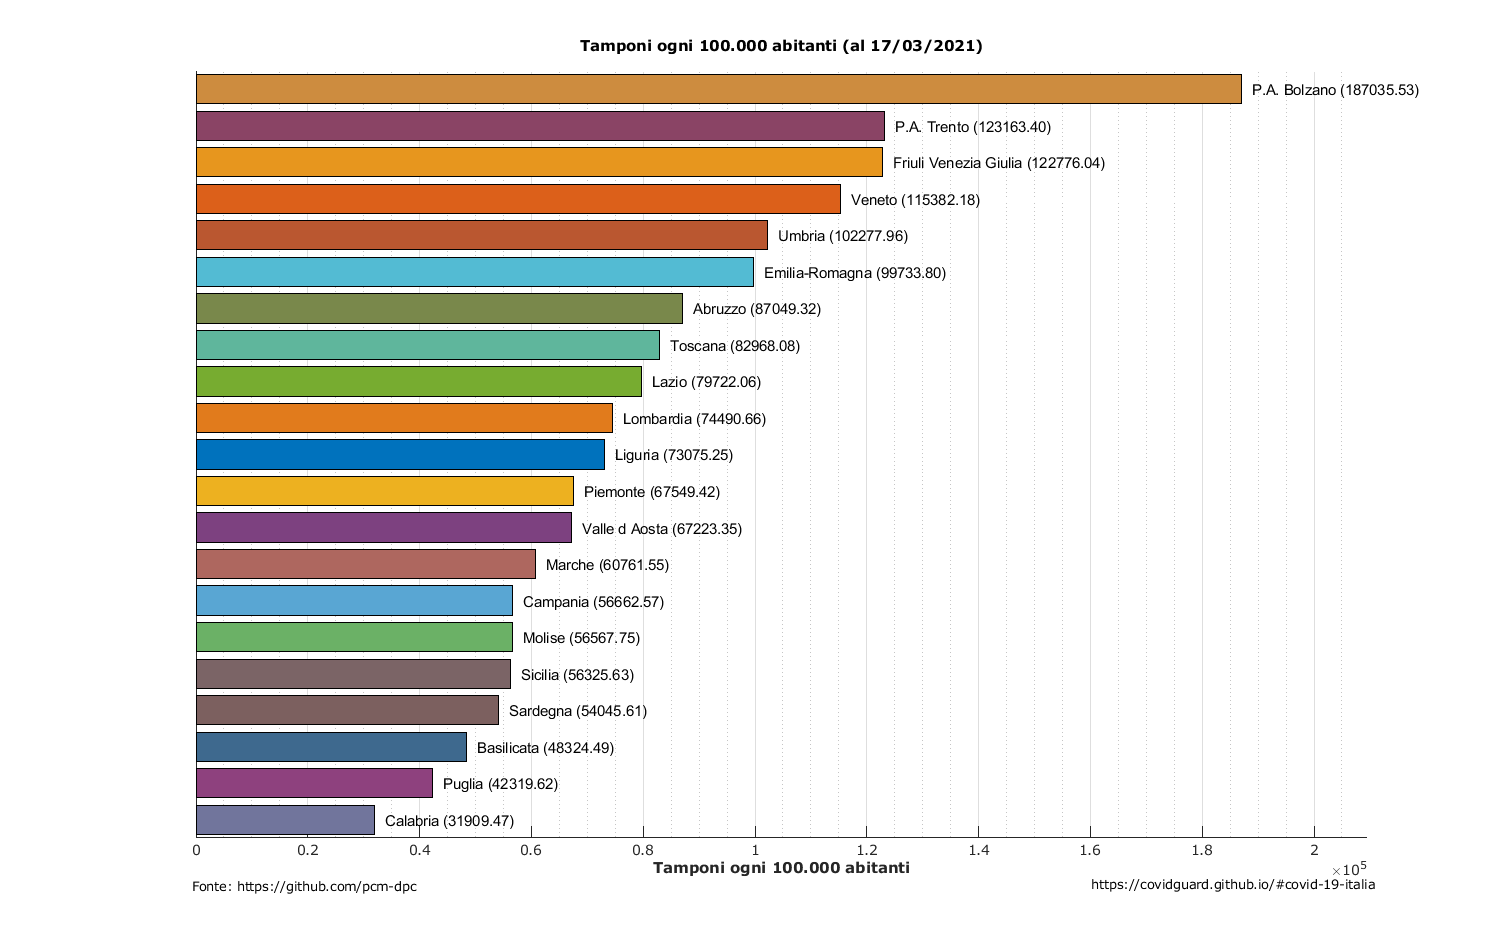 Tamponi ogni 100.000 abitanti (al 17/03/2021)
P.A. Bolzano (187035.53)
P.A. Trento (123163.40)
Friuli Venezia Giulia (122776.04)
Veneto (115382.18)
Umbria (102277.96)
Emilia-Romagna (99733.80)
Abruzzo (87049.32)
Toscana (82968.08)
Lazio (79722.06)
Lombardia (74490.66)
Liguria (73075.25)
Piemonte (67549.42)
Valle d Aosta (67223.35)
Marche (60761.55)
Campania (56662.57)
Molise (56567.75)
Sicilia (56325.63)
Sardegna (54045.61)
Basilicata (48324.49)
Puglia (42319.62)
Calabria (31909.47)
0 0.2 0.4 0.6 0.8 1 1.2 1.4 1.6 1.8 2
×10⁵
Tamponi ogni 100.000 abitanti
Fonte: https://github.com/pcm-dpc
https://covidguard.github.io/#covid-19-italia